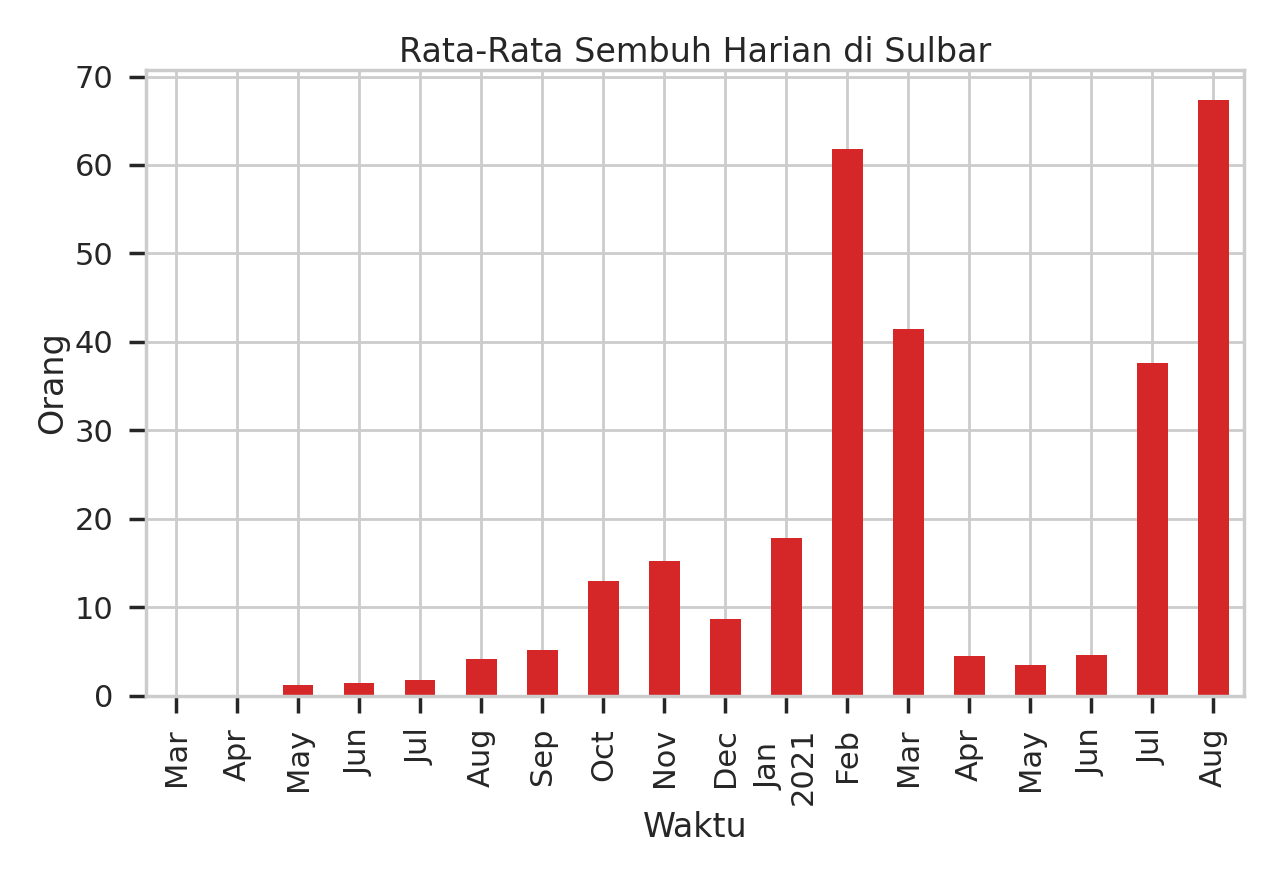 Rata-Rata Sembuh Harian di Sulbar
70
60
50
40
30
20
10
0
Orang
Mar
Apr
May
Jun
Jul
Aug
Sep
Oct
Nov
Dec
Jan
2021
Feb
Mar
Apr
May
Jun
Jul
Aug
Waktu